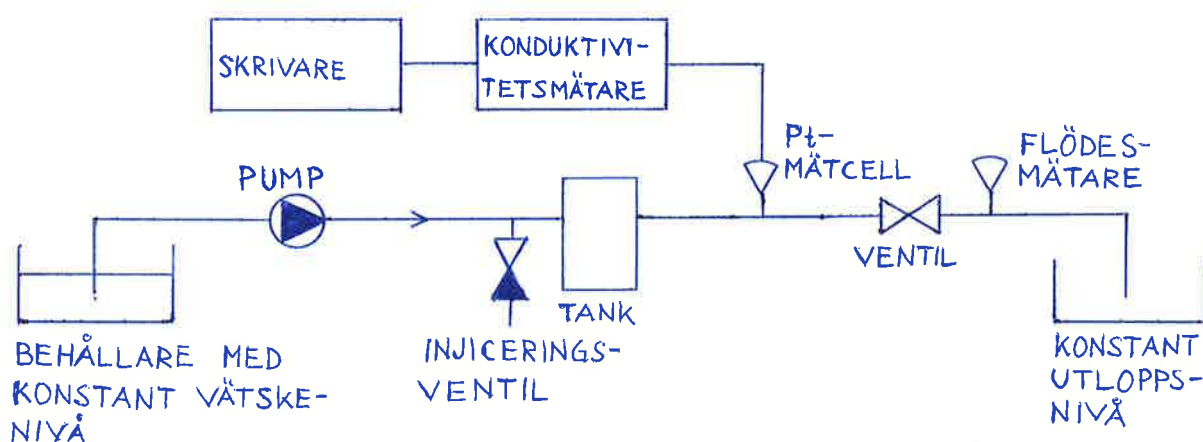 SKRIVARE
KONDUKTIVI-
TETSMÄTARE
Pt-
MÄTCELL
FLÖDES-
MÄTARE
PUMP
VENTIL
TANK
BEHÅLLARE MED
KONSTANT VÄTSKE-
NIVÅ
INJICERINGS-
VENTIL
KONSTANT
UTLOPPS-
NIVÅ